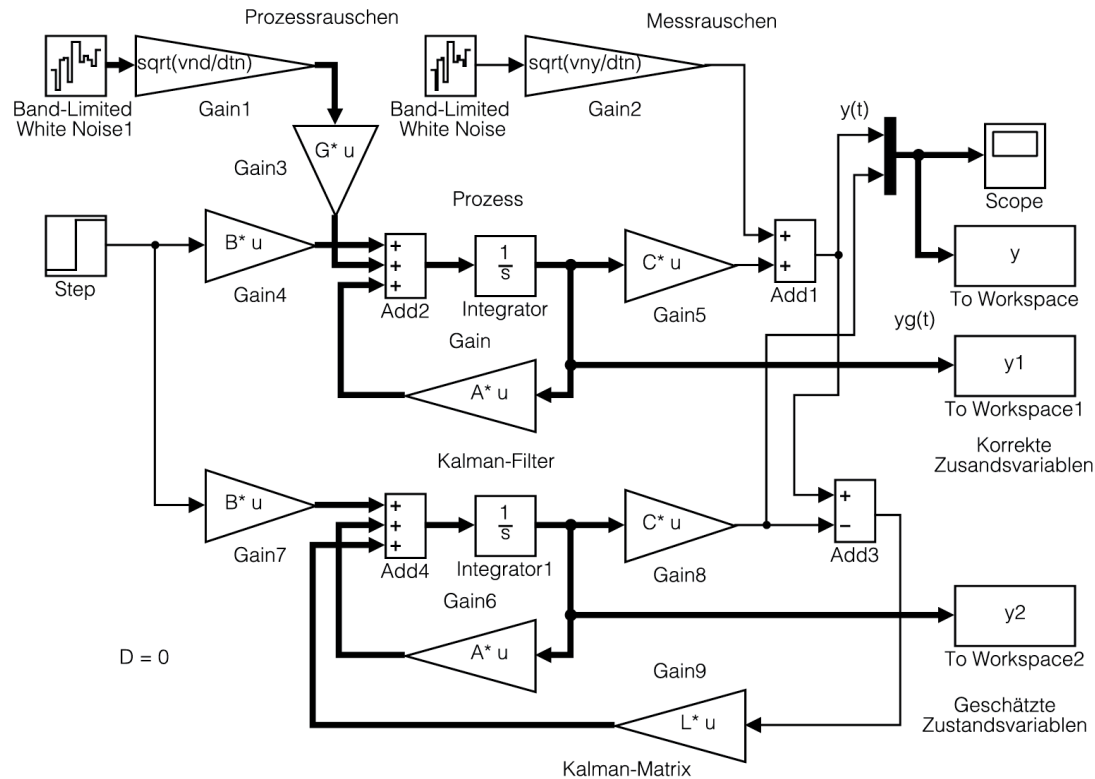 Prozessrauschen
Messrauschen
sqrt(vnd/dtn)
sqrt(vny/dtn)
Band-Limited
White Noise1
Gain1
Band-Limited
White Noise
Gain2
y(t)
G* u
Gain3
Scope
Prozess
Step
B* u
Gain4
+
+
+
Add2
1
s
Integrator
C* u
Gain5
+
+
Add1
y
To Workspace
yg(t)
Gain
A* u
y1
To Workspace1
Korrekte
Zusandsvariablen
Kalman-Filter
B* u
Gain7
+
+
+
Add4
1
s
Integrator1
C* u
Gain8
+
−
Add3
Gain6
A* u
y2
To Workspace2
D = 0
Gain9
L* u
Geschätzte
Zustandsvariablen
Kalman-Matrix